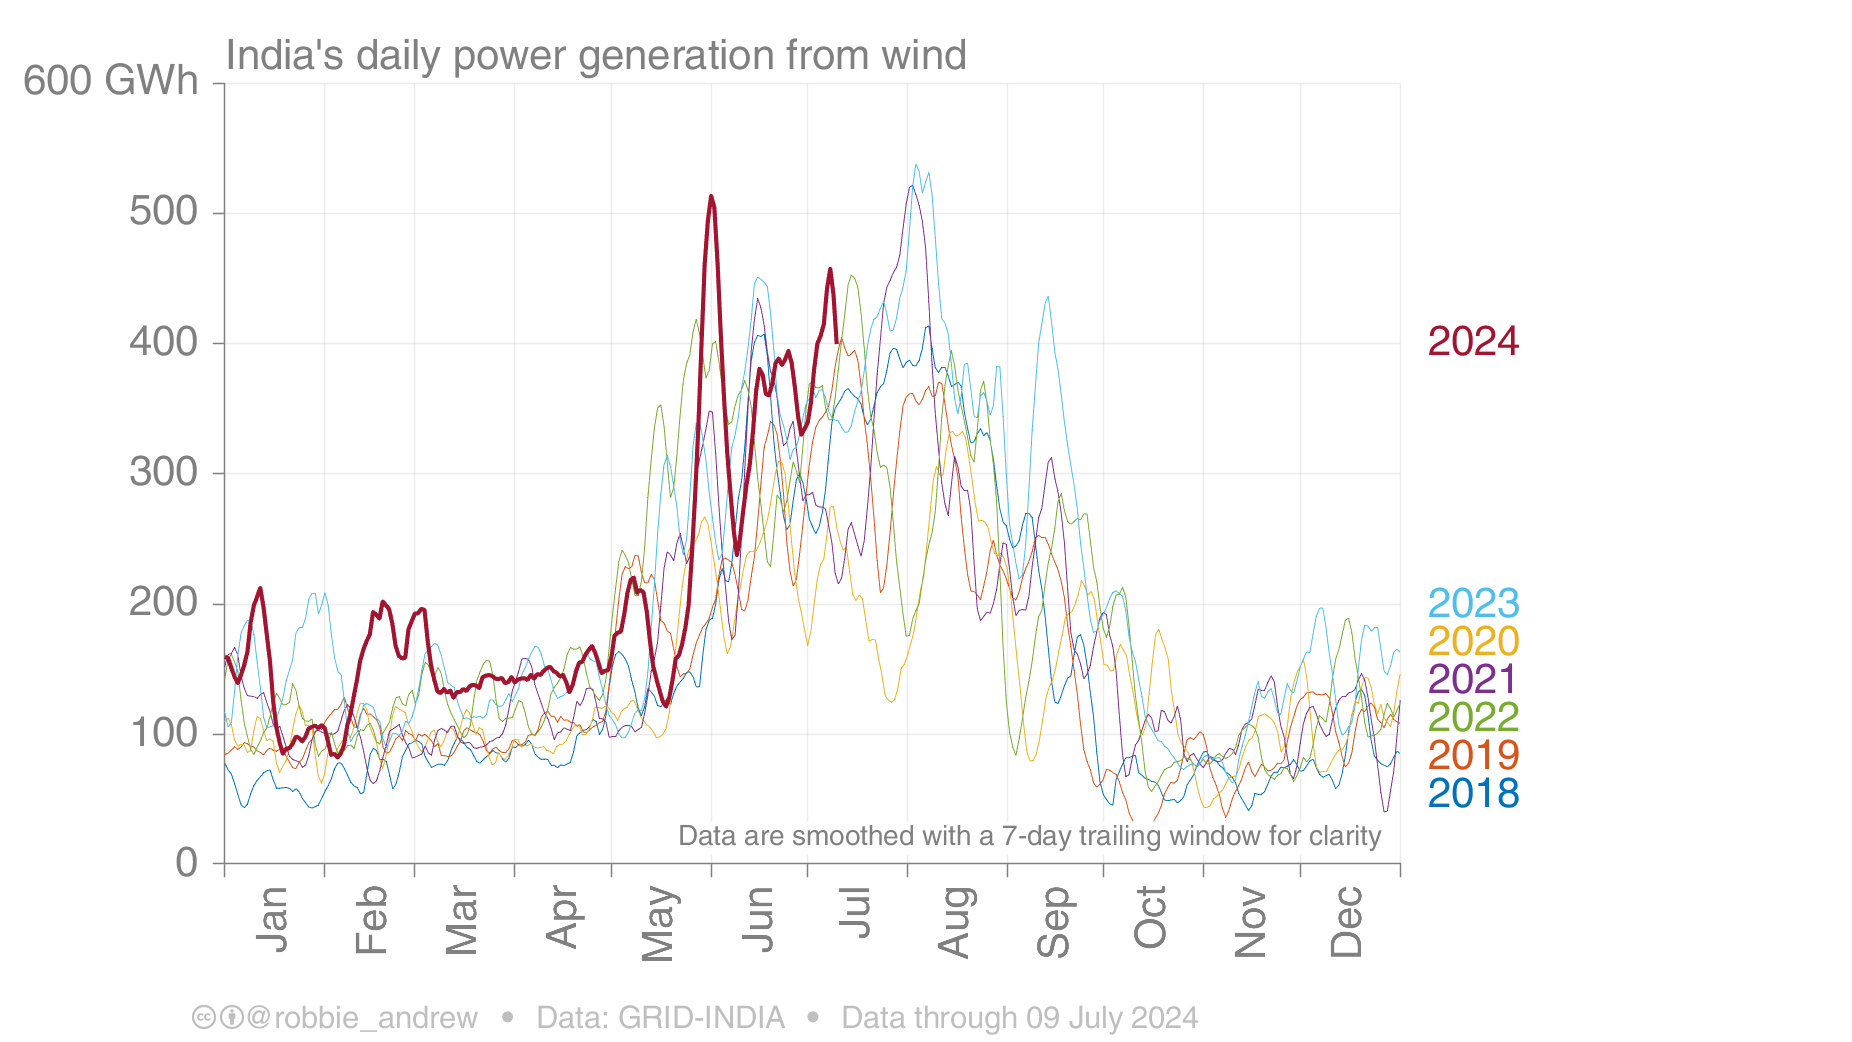 India's daily power generation from wind
600 GWh
500
400
300
200
100
0
2024
2023
2020
2021
2022
2019
2018
Data are smoothed with a 7-day trailing window for clarity
Jan Feb Mar Apr May Jun Jul Aug Sep Oct Nov Dec
@robbie_andrew • Data: GRID-INDIA • Data through 09 July 2024